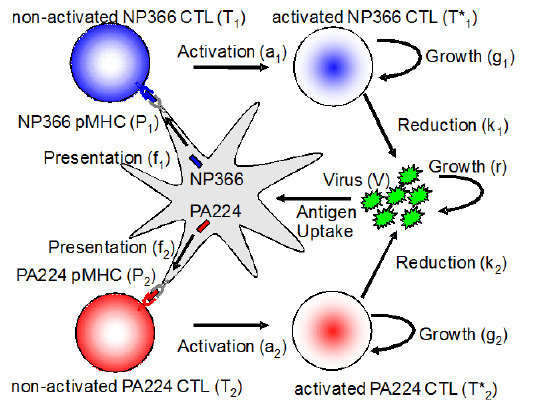 non-activated NP366 CTL (T1)
activated NP366 CTL (T*1)
Activation (a1)
Growth (g1)
NP366 pMHC (P1)
Reduction (k1)
Presentation (f1)
NP366
Virus (V)
Growth (r)
PA224
Antigen
Uptake
Presentation (f2)
PA224 pMHC (P2)
Reduction (k2)
Activation (a2)
Growth (g2)
non-activated PA224 CTL (T2)
activated PA224 CTL (T*2)